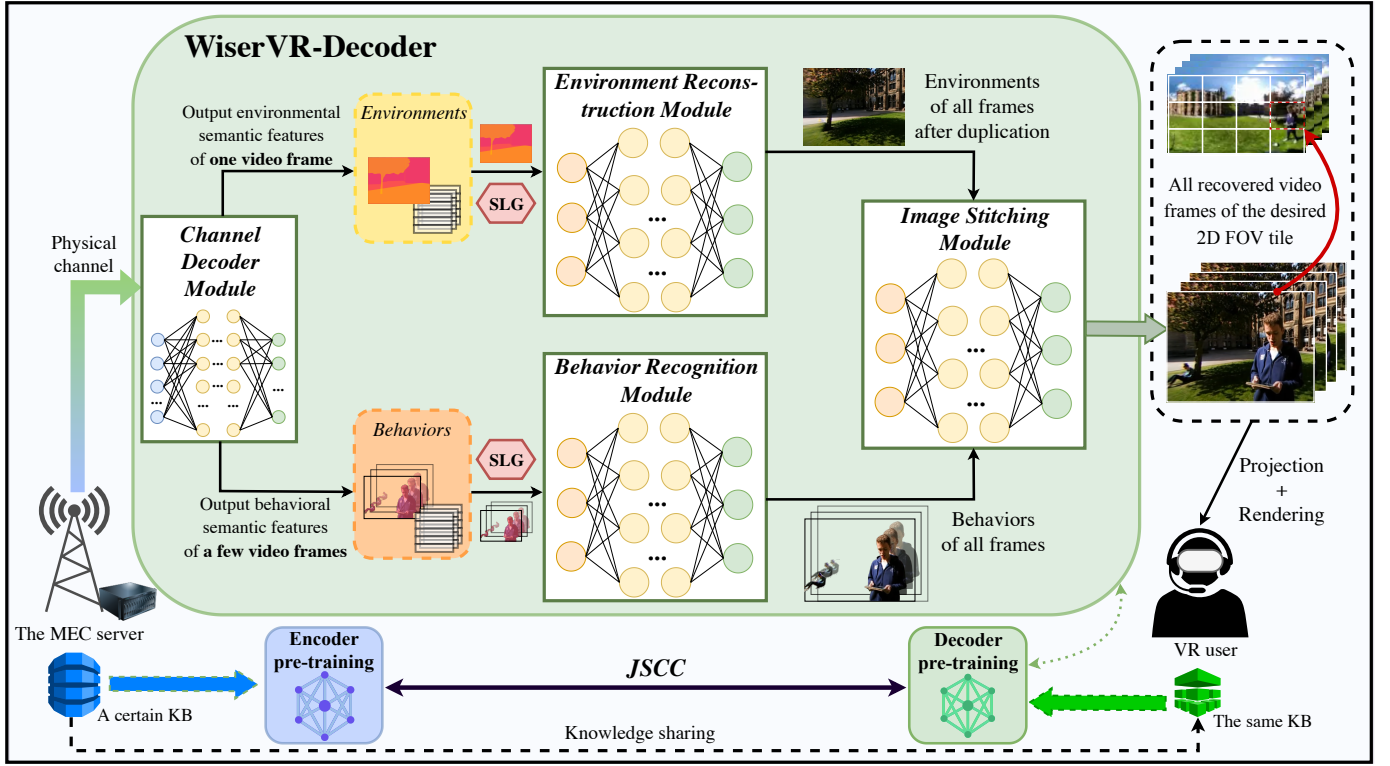 WiserVR-Decoder
Physical
channel
Channel
Decoder
Module
...
...
...
...
...
...
Output environmental
semantic features
of one video frame
Environments
SLG
Environment Recons-
truction Module
...
...
Environments
of all frames
after duplication
Output behavioral
semantic features
of a few video frames
Behaviors
SLG
Behavior Recognition
Module
...
...
Behaviors
of all frames
Image Stitching
Module
...
...
All recovered video
frames of the desired
2D FOV tile
Projection
+
Rendering
VR user
The MEC server
A certain KB
Encoder
pre-training
JSCC
Decoder
pre-training
The same KB
Knowledge sharing